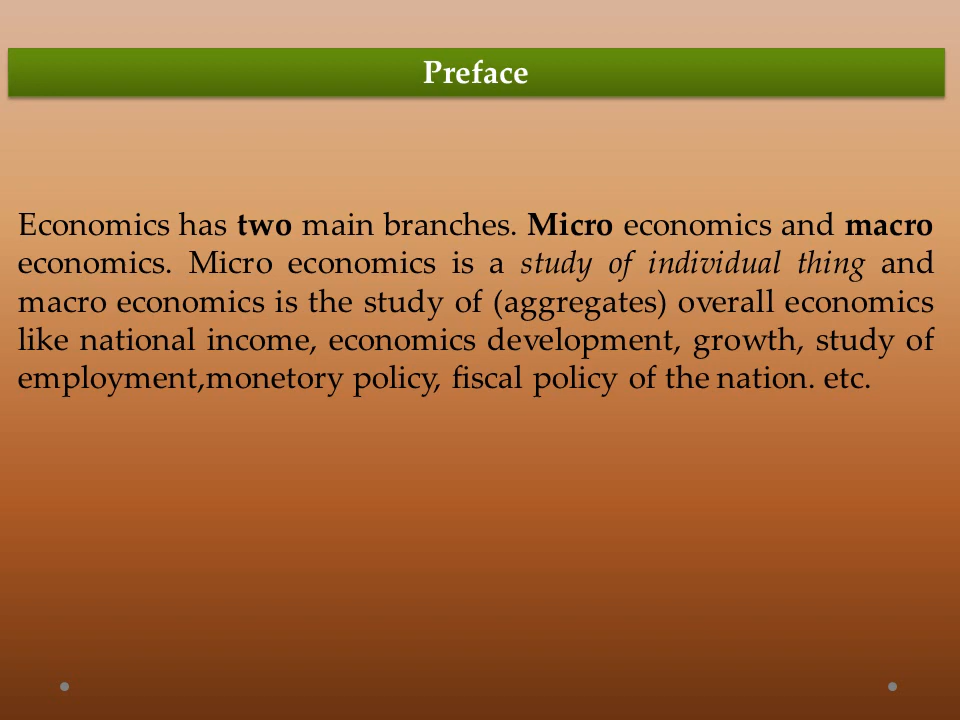 Preface
Economics has two main branches. Micro economics and macro
economics. Micro economics is a study of individual thing and
macro economics is the study of (aggregates) overall economics
like national income, economics development, growth, study of
employment,monetory policy, fiscal policy of the nation. etc.